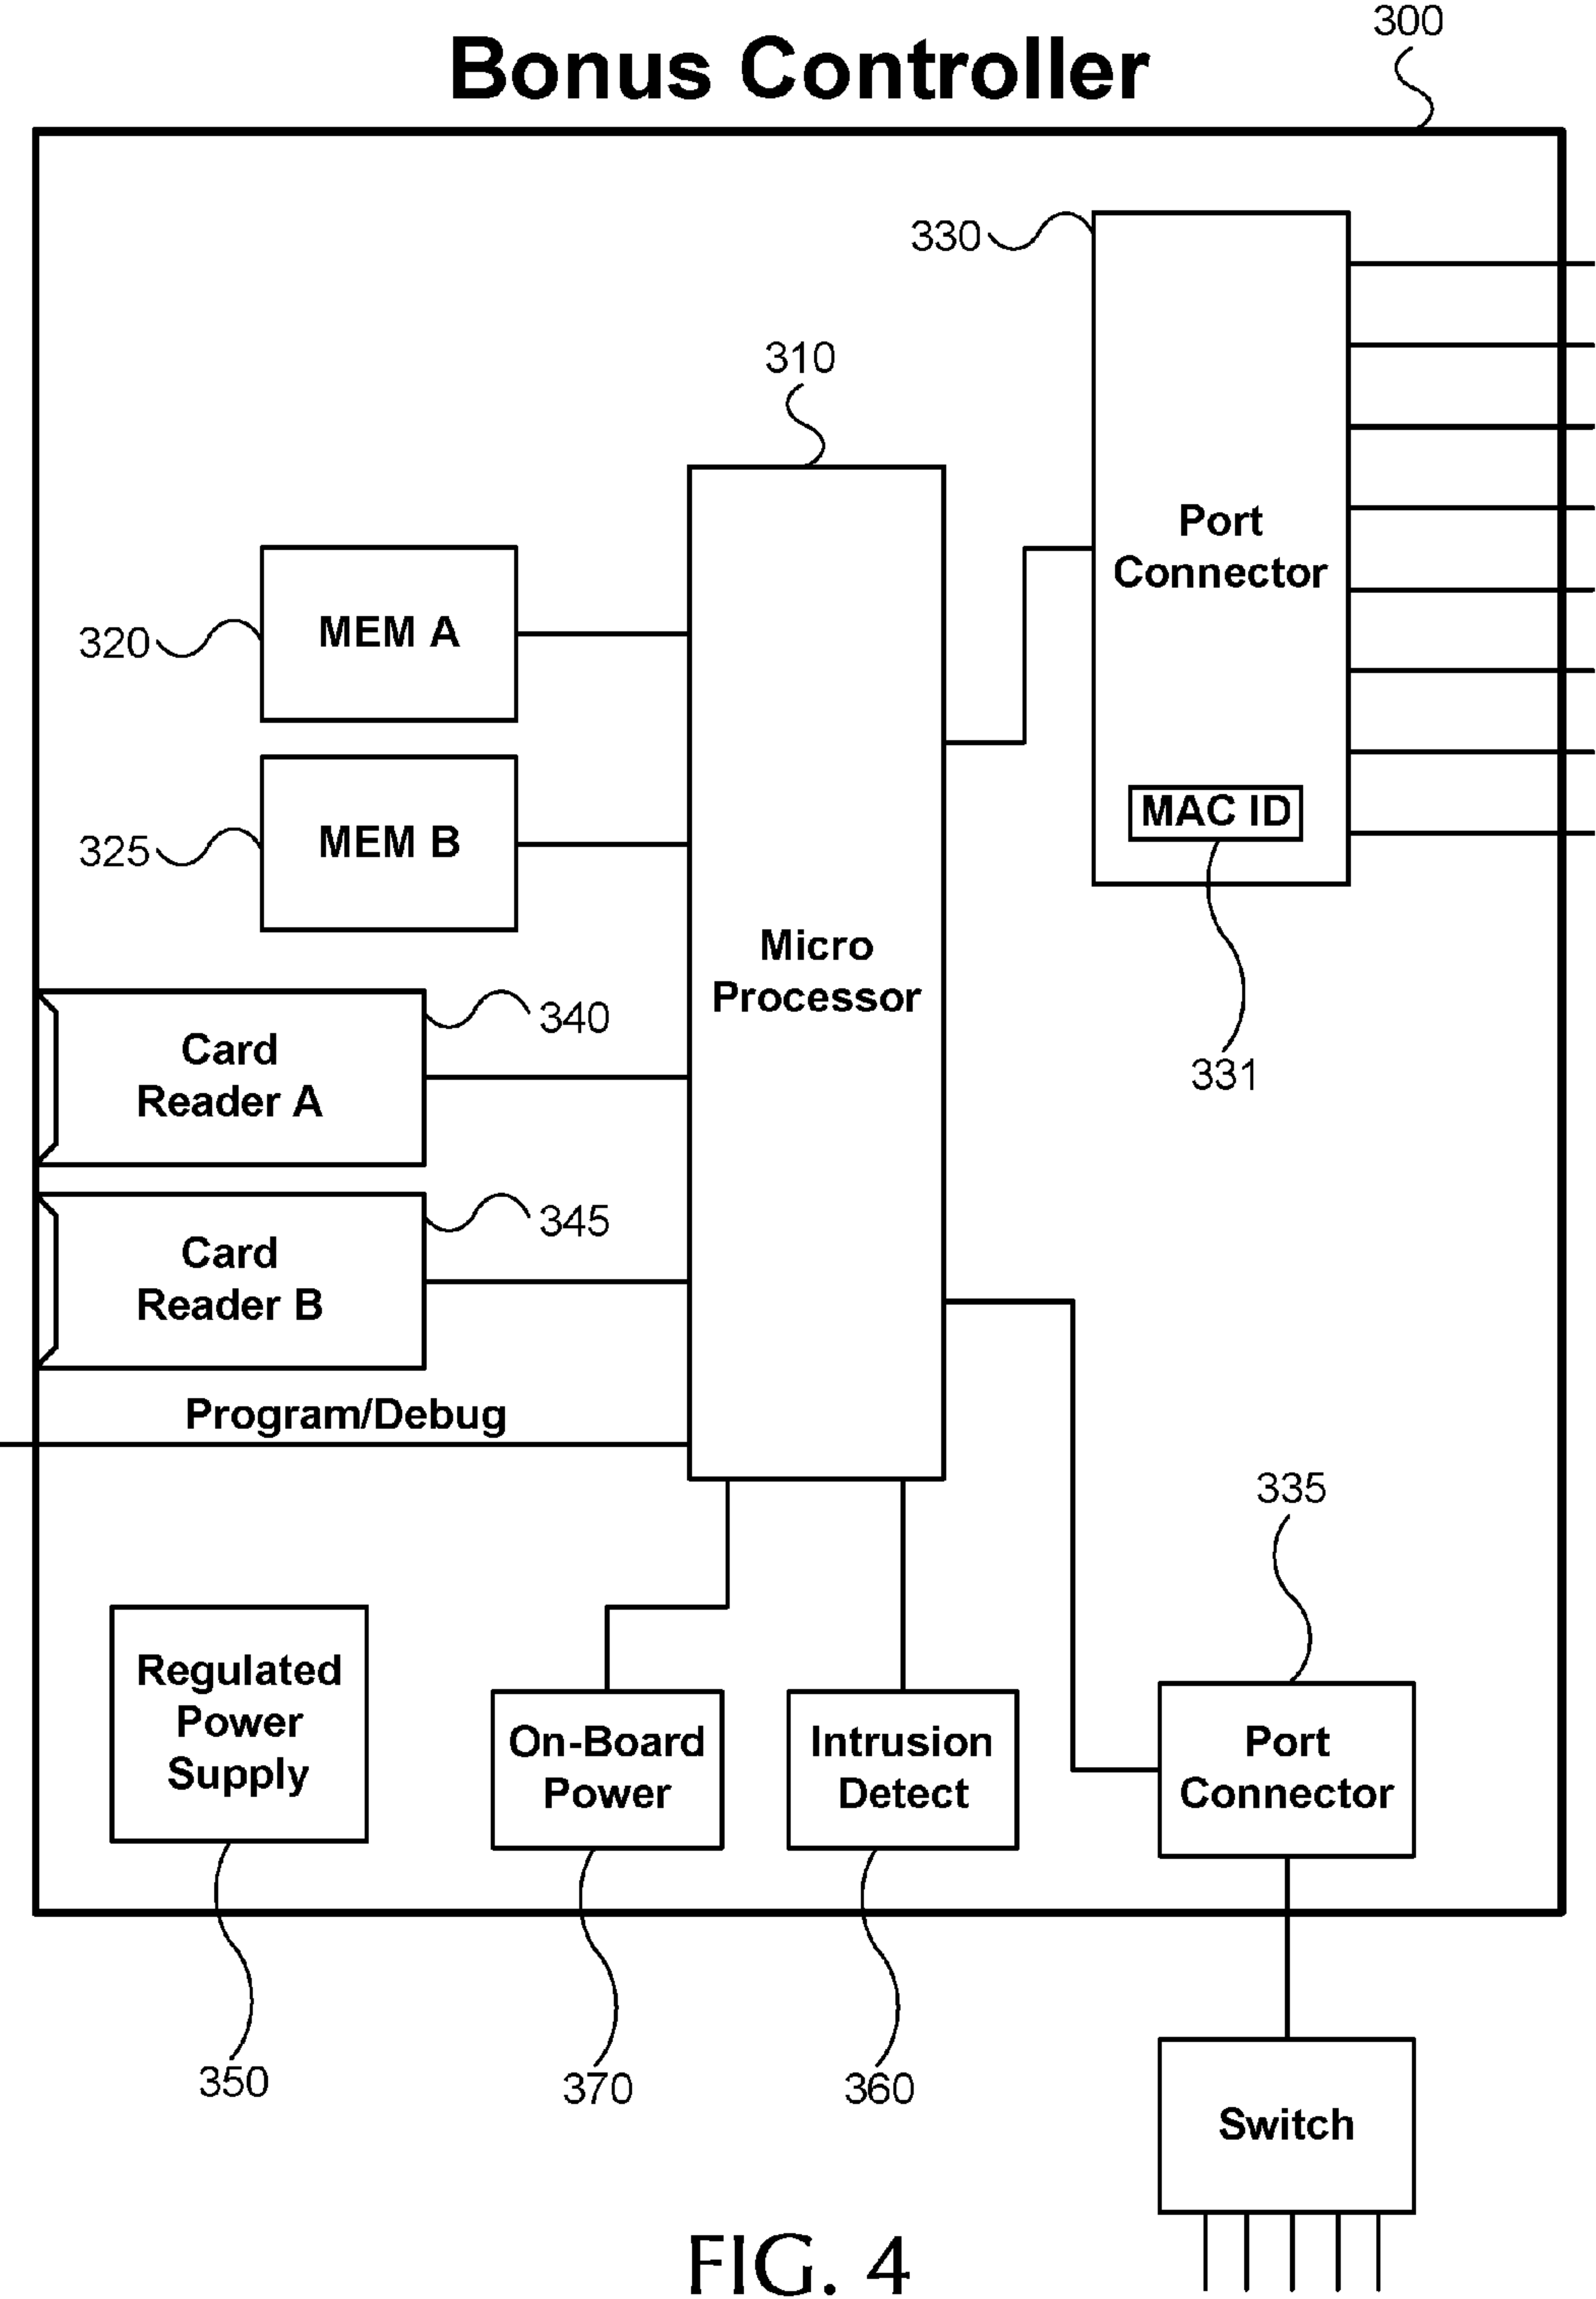 Bonus Controller
300
330
310
Port
Connector
MEM A
320
MAC ID
MEM B
325
Micro
Processor
340
Card
Reader A
331
345
Card
Reader B
Program/Debug
335
Regulated
Power
Supply
On-Board
Power
Intrusion
Detect
Port
Connector
350
370
360
Switch
FIG. 4